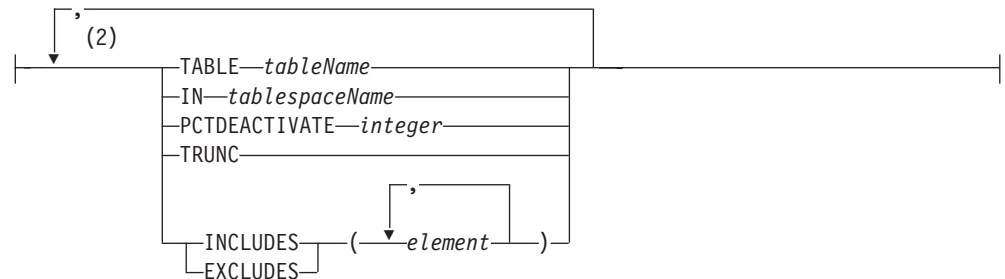 ,
(2)
TABLE tableName
IN tablespaceName
PCTDEACTIVATE integer
TRUNC
,
INCLUDES ( element )
EXCLUDES